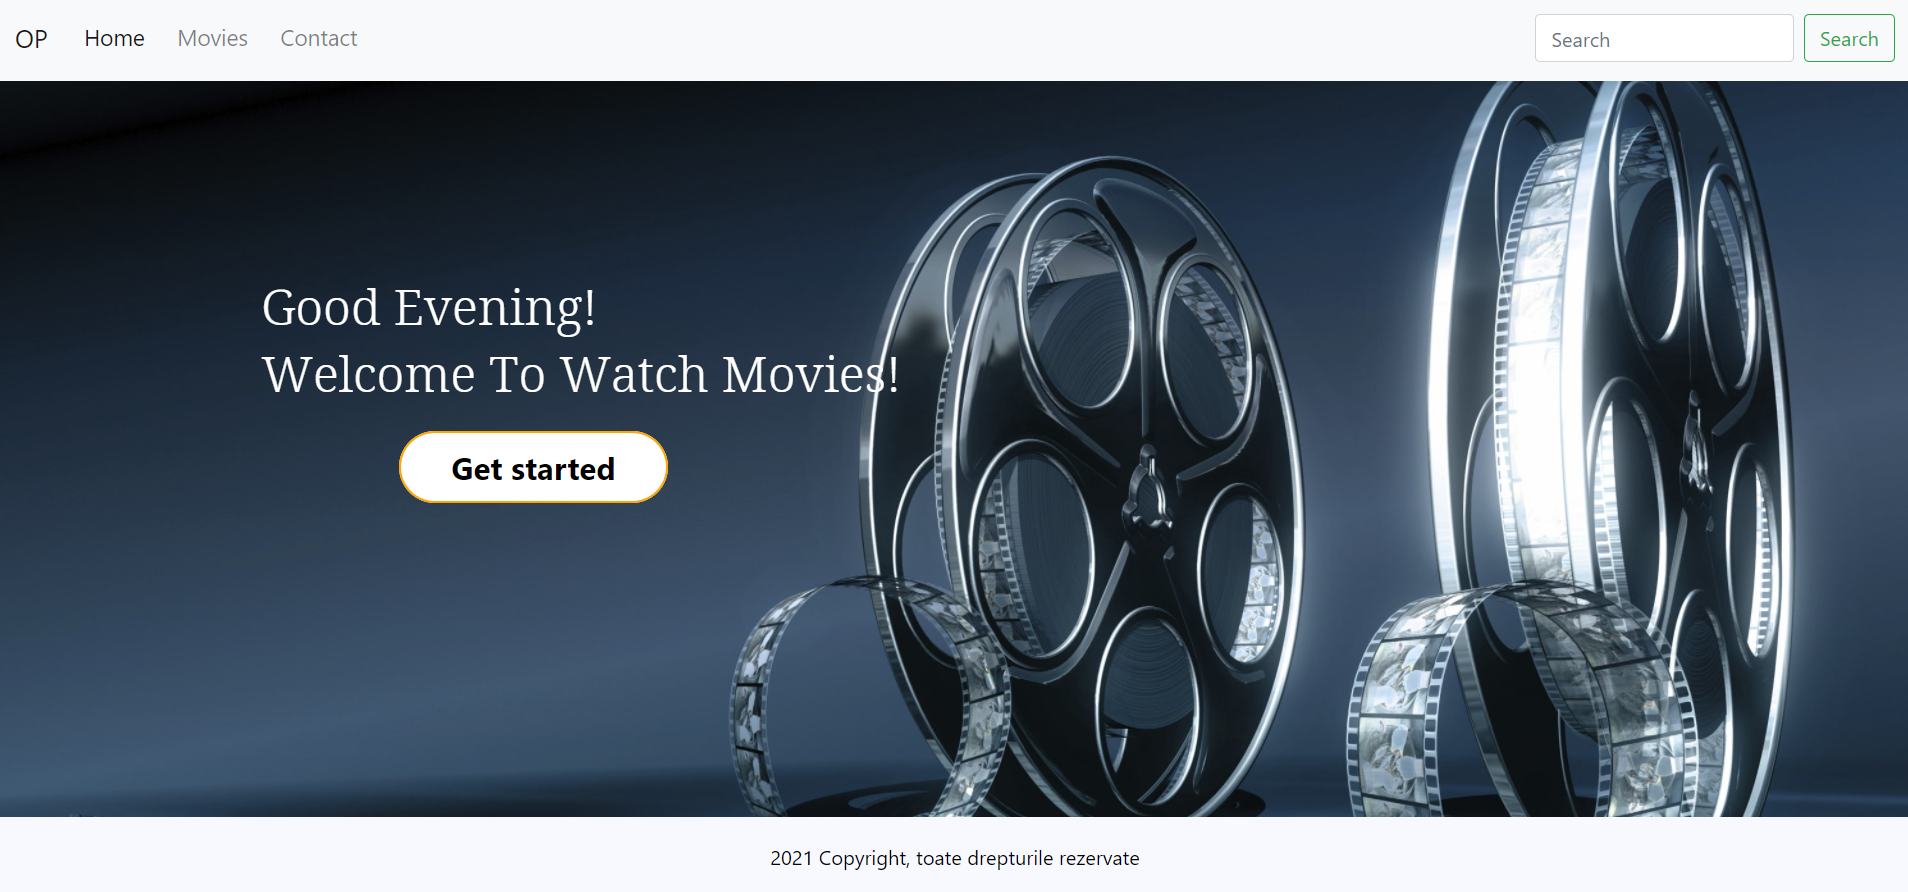 OP Home Movies Contact Search Search
Good Evening!
Welcome To Watch Movies!
Get started
2021 Copyright, toate drepturile rezervate